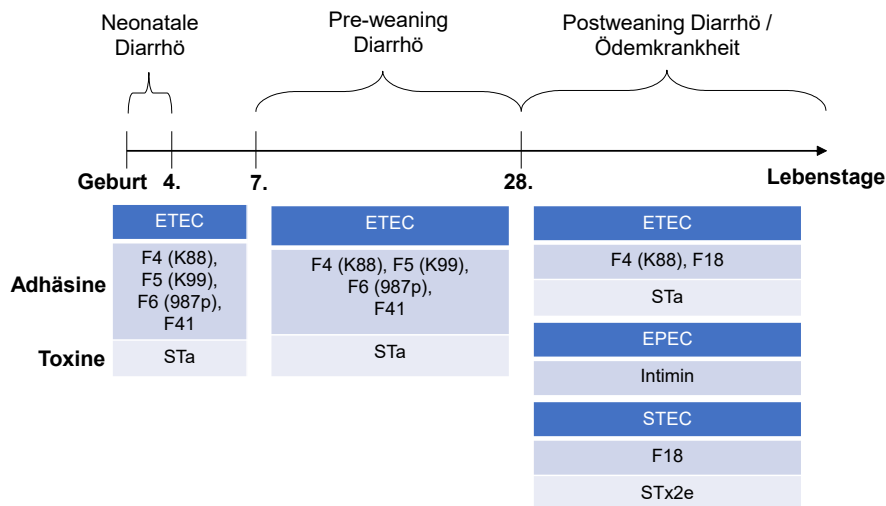 Neonatale
Diarrhö
Pre-weaning
Diarrhö
Postweaning Diarrhö /
Ödemkrankheit
Geburt
4.
7.
28.
Lebenstage
Adhäsine
Toxine
ETEC
F4 (K88),
F5 (K99),
F6 (987p),
F41
STa
ETEC
F4 (K88), F5 (K99),
F6 (987p),
F41
STa
ETEC
F4 (K88), F18
STa
EPEC
Intimin
STEC
F18
STx2e